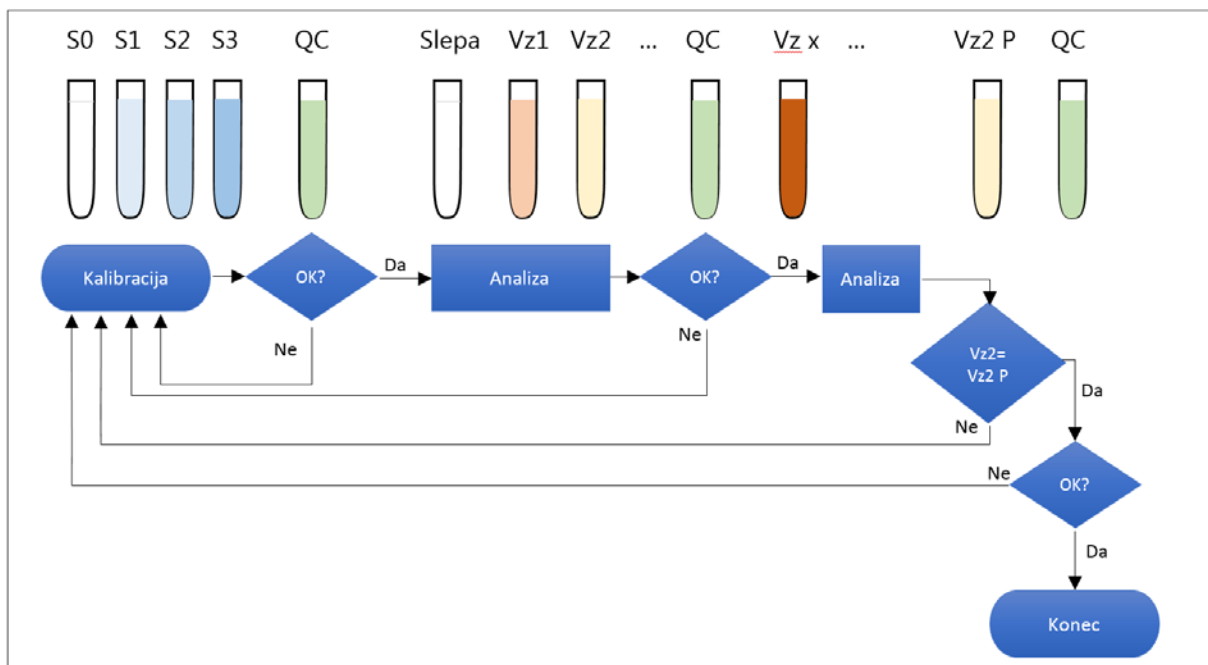 S0 S1 S2 S3 QC Slepa Vz1 Vz2 ... QC Vz x ... Vz2 P QC
Kalibracija
OK?
Da
Analiza
OK?
Da
Analiza
Ne
Ne
Vz2=
Vz2 P
Da
Ne
Ne
OK?
Da
Konec